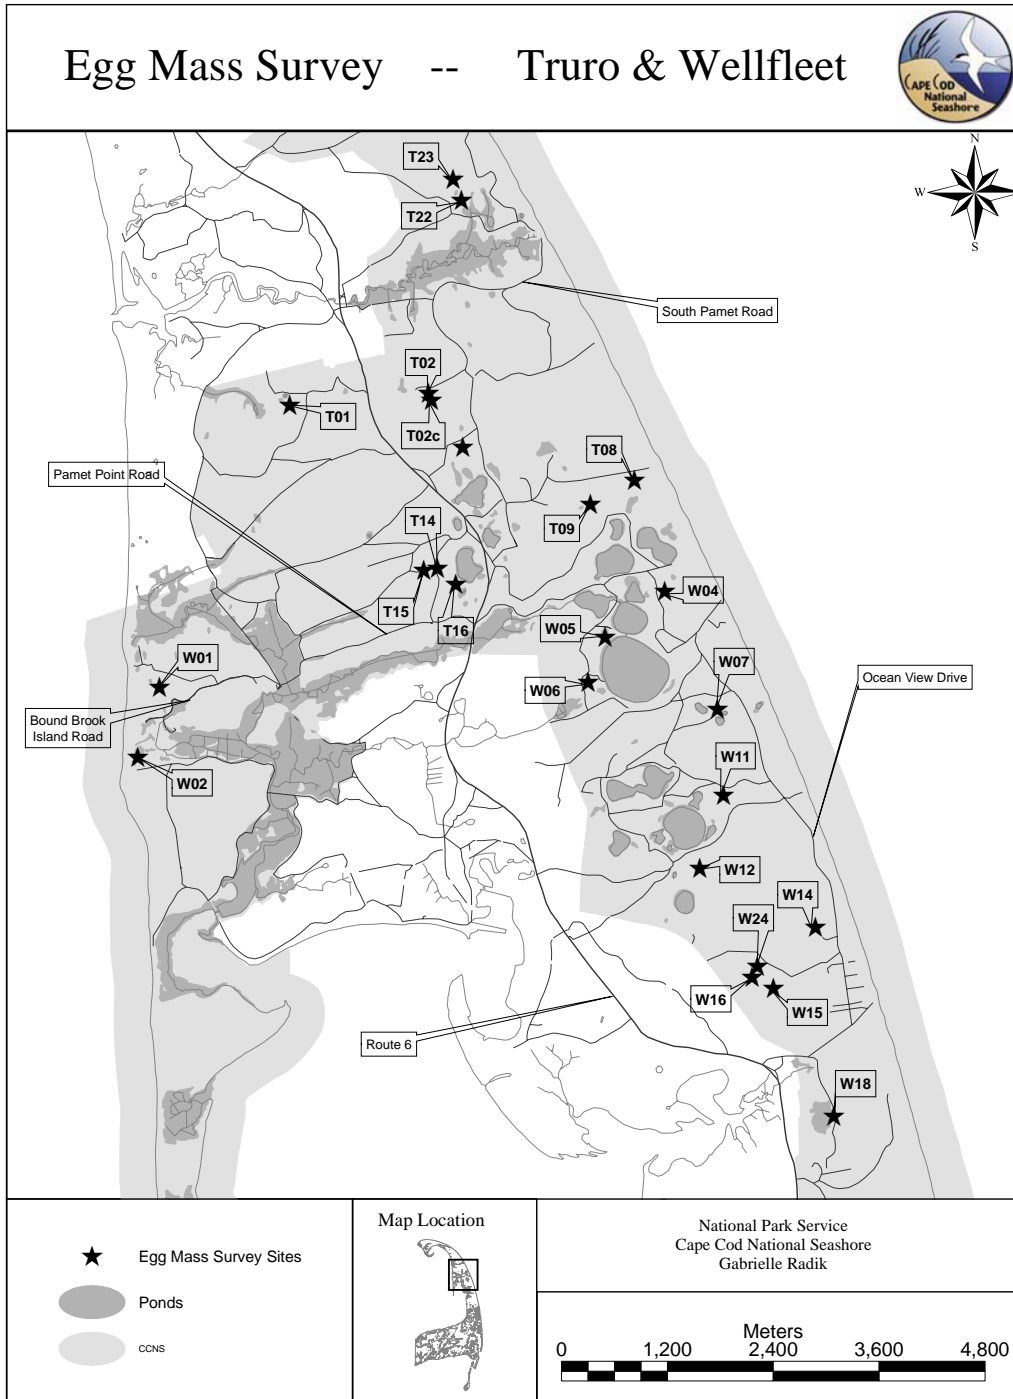 Egg Mass Survey -- Truro & Wellfleet
CAPE COD
National
Seashore
N
W
S
T23
T22
South Pamet Road
T02
T01
T02c
T08
Pamet Point Road
T09
T14
T15
T16
W04
W05
W01
W07
W06
Ocean View Drive
Bound Brook
Island Road
W02
W11
W12
W14
W24
W16
W15
Route 6
W18
Egg Mass Survey Sites
Ponds
CCNS
Map Location
National Park Service
Cape Cod National Seashore
Gabrielle Radik
Meters
0 1,200 2,400 3,600 4,800